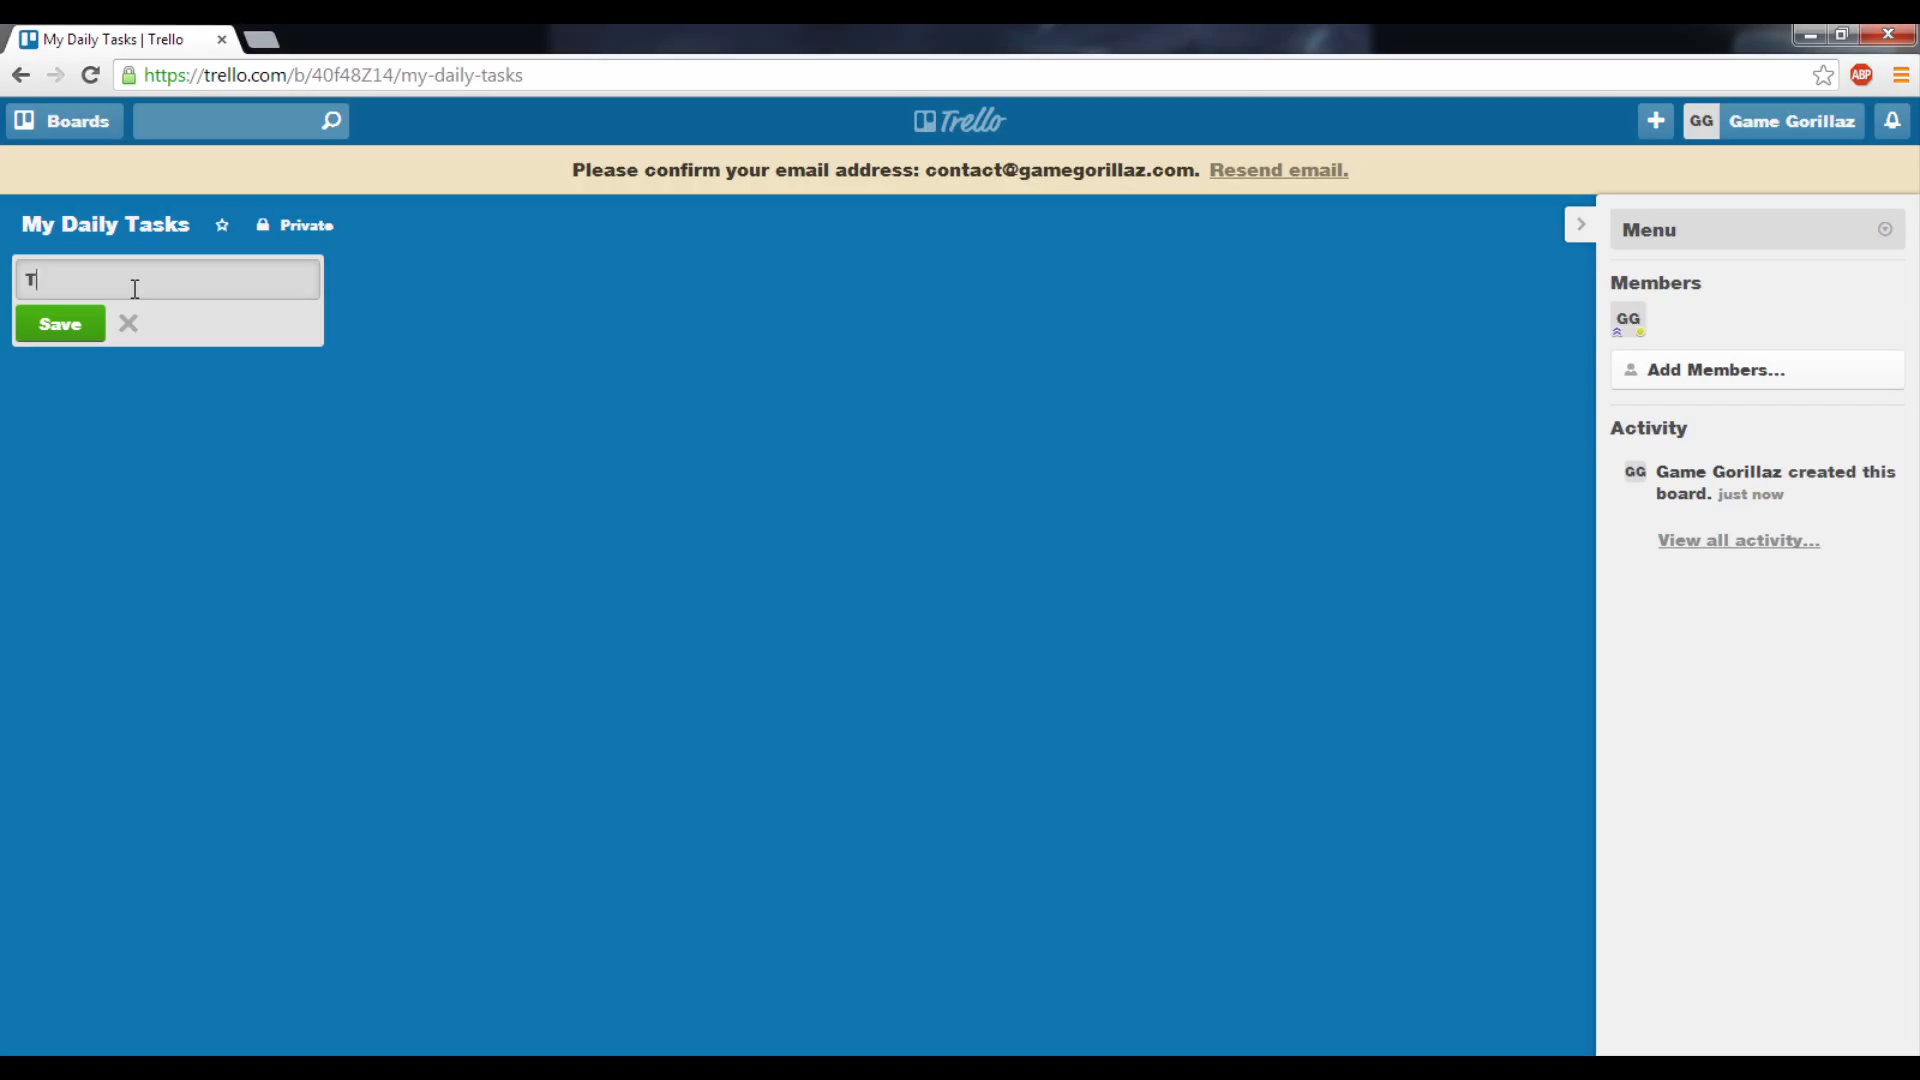 My Daily Tasks | Trello
https://trello.com/b/40f48Z14/my-daily-tasks
ABP
Boards
Trello
GG Game Gorillaz
Please confirm your email address: contact@gamegorillaz.com. Resend email.
My Daily Tasks
Private
T
Save
Menu
Members
GG
Add Members...
Activity
GG Game Gorillaz created this
board. just now
View all activity...